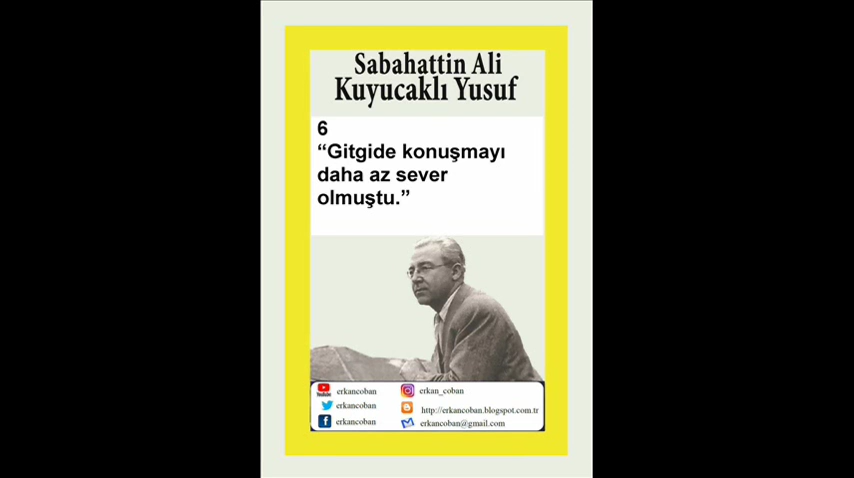 Sabahattin Ali
Kuyucaklı Yusuf
6
“Gitgide konuşmayı
daha az sever
olmuştu.”
YouTube erkancoban
erkan_coban
erkancoban
http://erkancoban.blogspot.com.tr
erkancoban
erkancoban@gmail.com